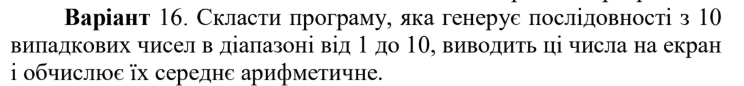 Варіант 16. Скласти програму, яка генерує послідовності з 10
випадкових чисел в діапазоні від 1 до 10, виводить ці числа на екран
і обчислює їх середнє арифметичне.